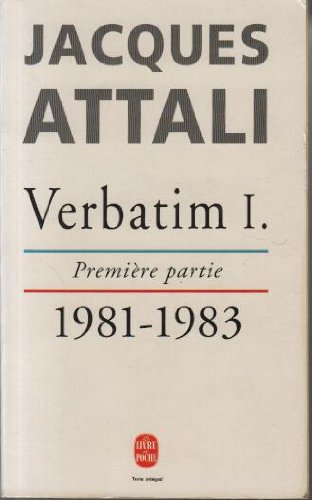 JACQUES
ATTALI
Verbatim I.
Première partie
1981-1983
LE
LIVRE
DE
POCHE
Texte intégral